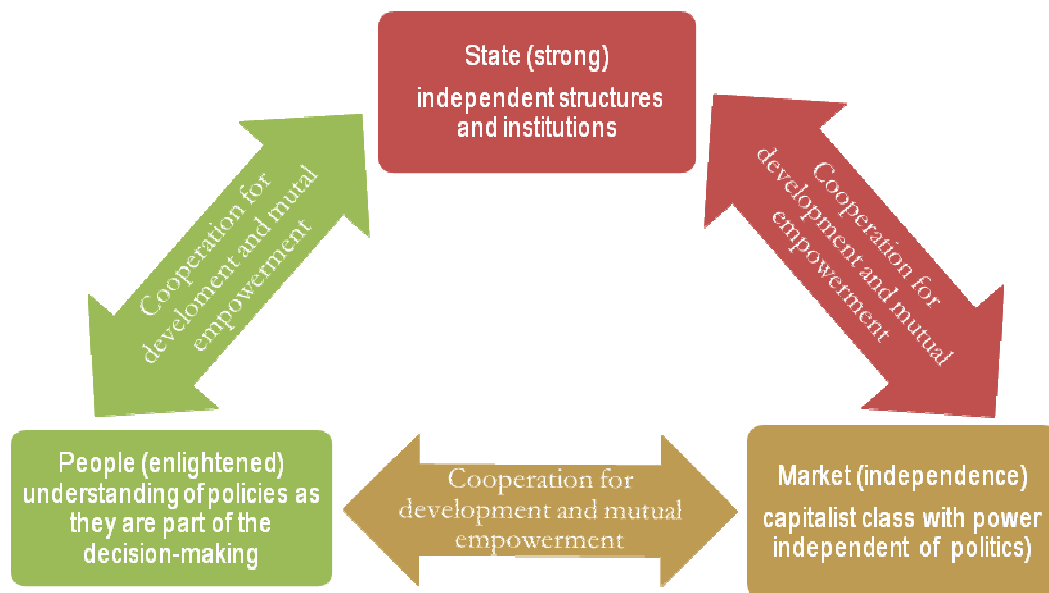 State (strong)
independent structures
and institutions
Cooperation for
develoment and mutal
empowerment
Cooperation for
development and mutual
empowerment
People (enlightened)
understanding of policies as
they are part of the
decision-making
Cooperation for
development and mutual
empowerment
Market (independence)
capitalist class with power
independent of politics)